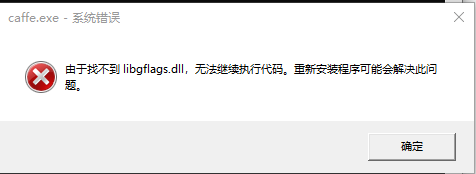 caffe.exe - 系统错误
由于找不到 libgflags.dll，无法继续执行代码。重新安装程序可能会解决此问
题。
确定